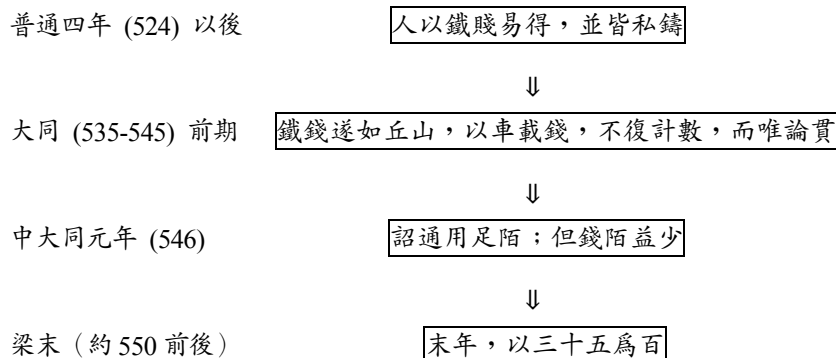 普通四年 (524) 以後 人以鐵賤易得，並皆私鑄
⇓
大同 (535-545) 前期 鐵錢遂如丘山，以車載錢，不復計數，而唯論貫
⇓
中大同元年 (546) 詔通用足陌；但錢陌益少
⇓
梁末（約 550 前後） 末年，以三十五爲百